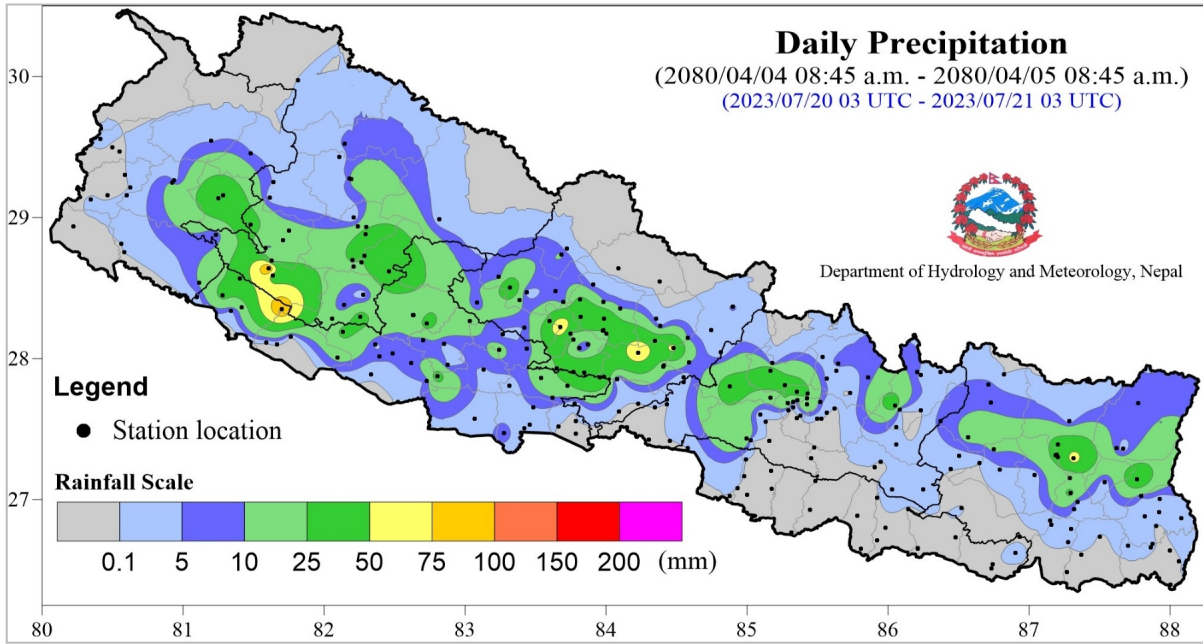 Daily Precipitation
(2080/04/04 08:45 a.m. - 2080/04/05 08:45 a.m.)
(2023/07/20 03 UTC - 2023/07/21 03 UTC)
Department of Hydrology and Meteorology, Nepal
30
29
28
27
Legend
Station location
Rainfall Scale
0.1 5 10 25 50 75 100 150 200 (mm)
80 81 82 83 84 85 86 87 88